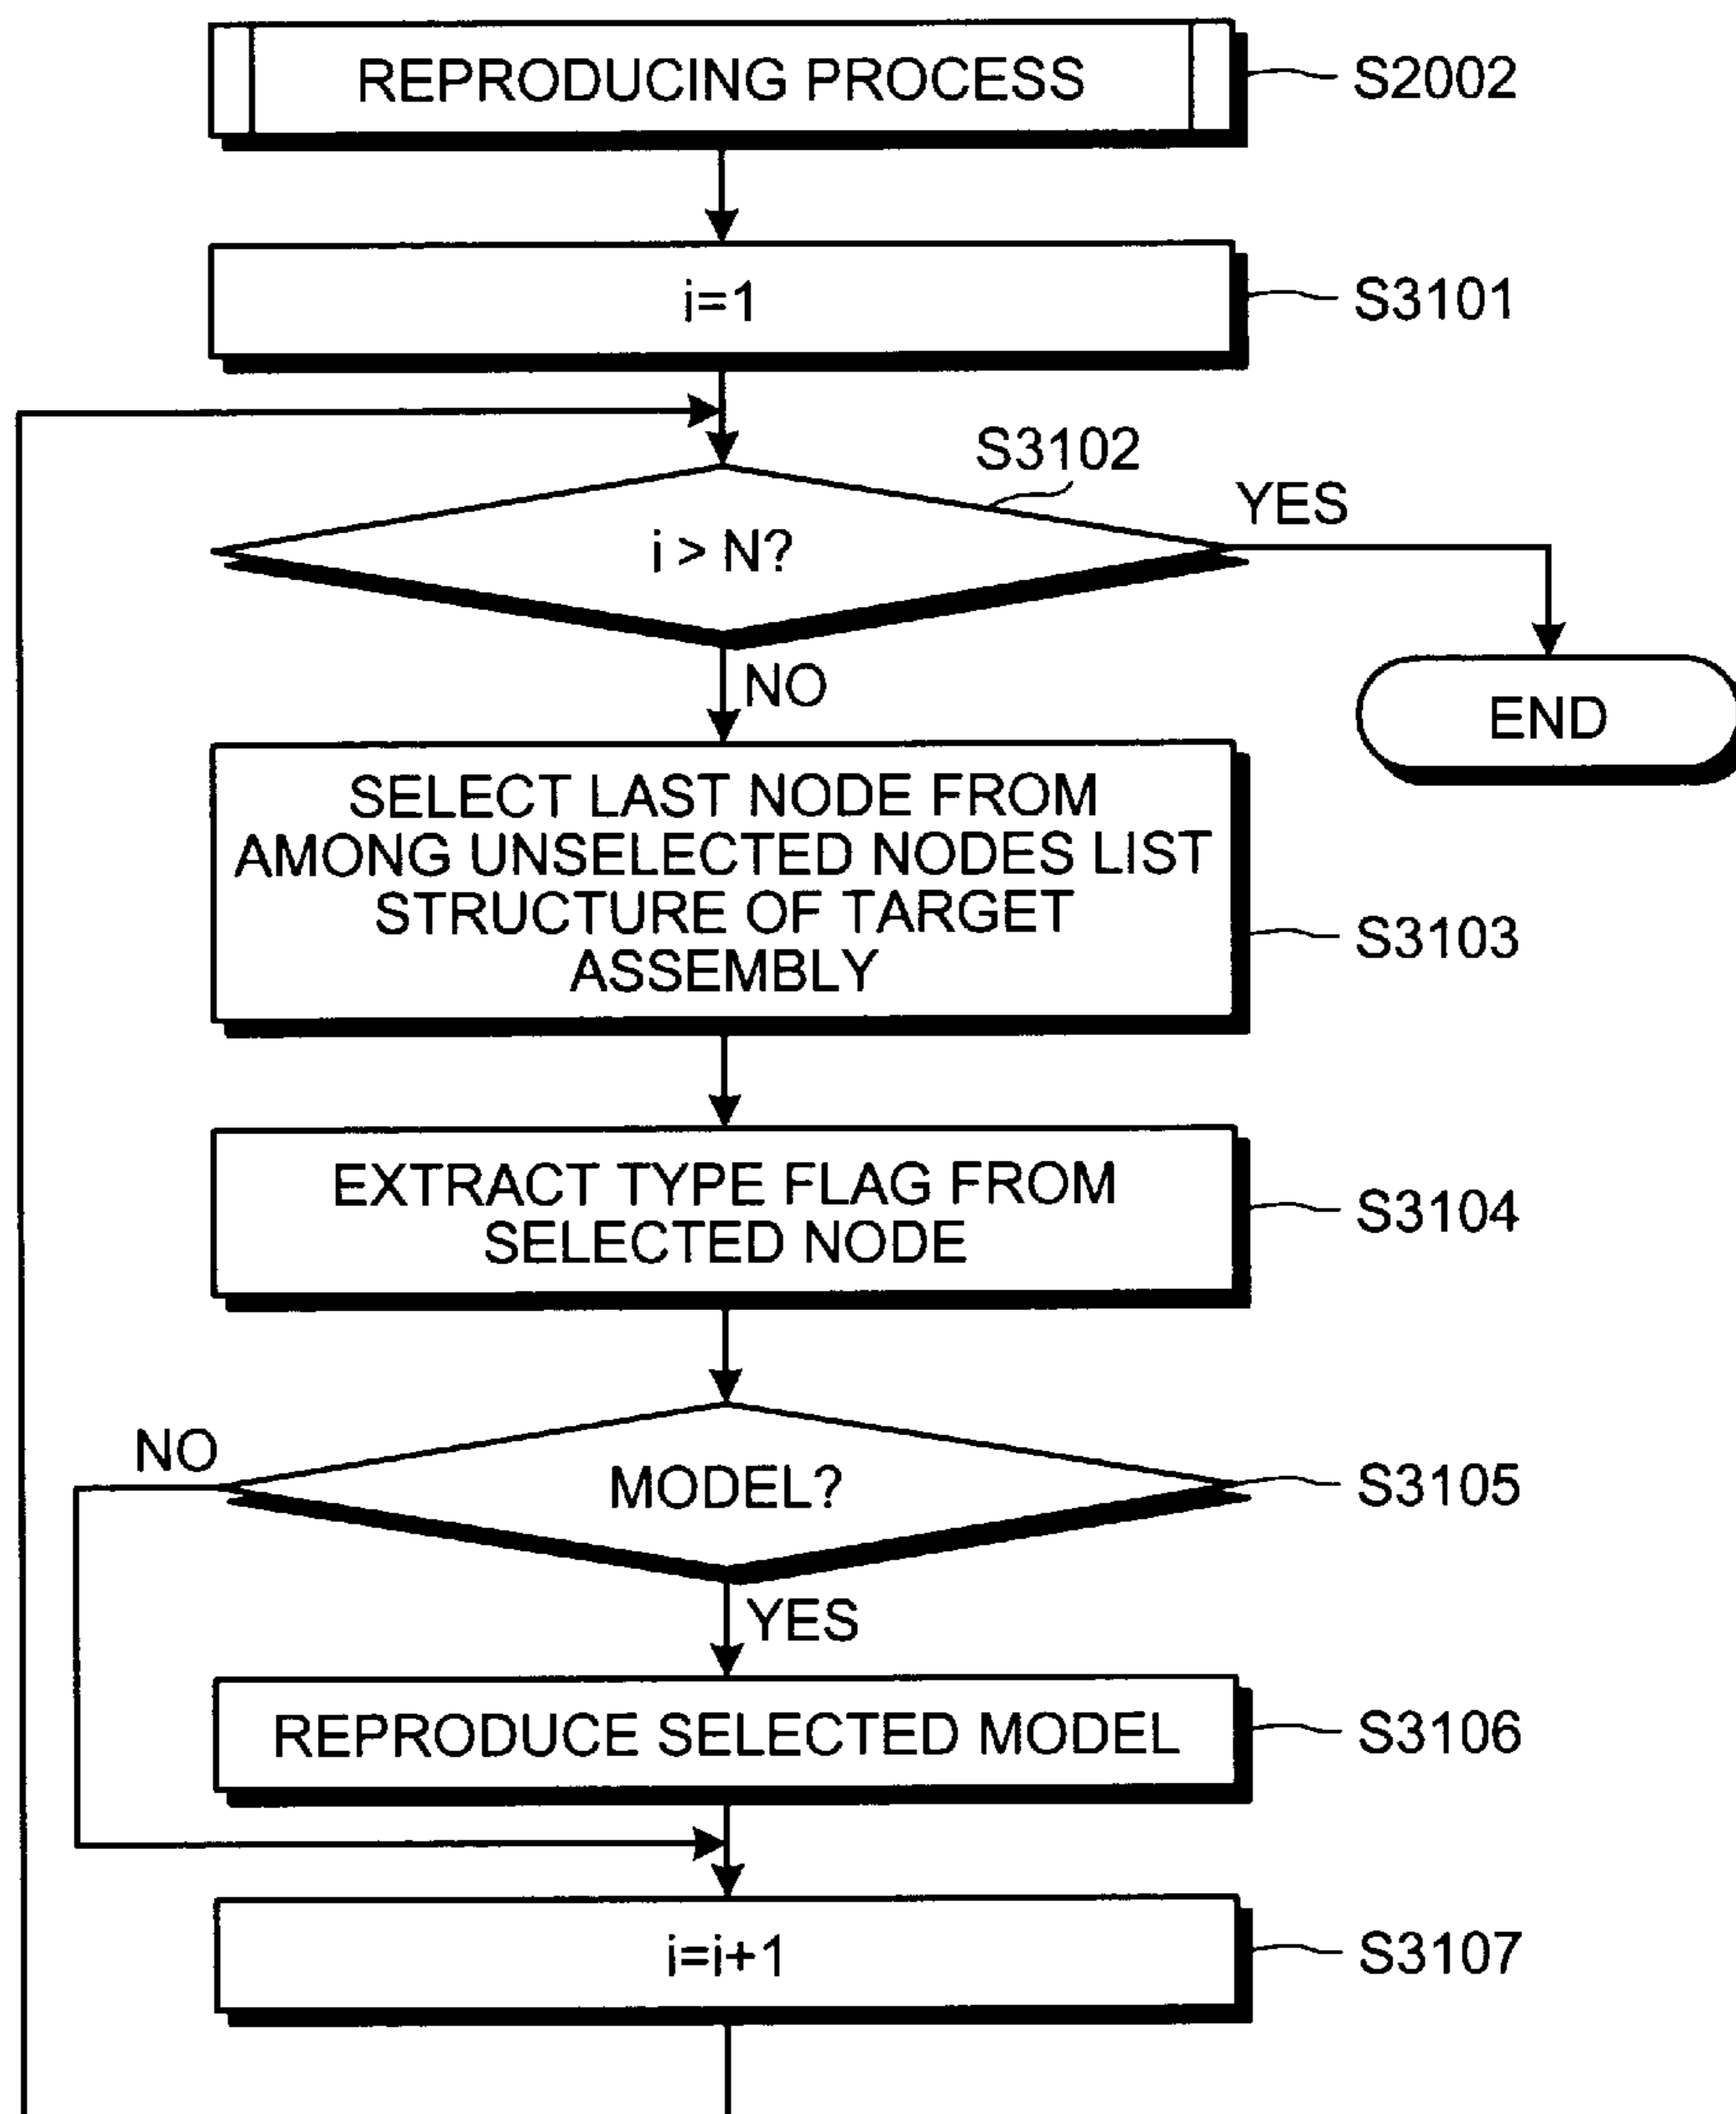 REPRODUCING PROCESS
S2002
i=1
S3101
S3102
i > N?
YES
NO
END
SELECT LAST NODE FROM
AMONG UNSELECTED NODES LIST
STRUCTURE OF TARGET
ASSEMBLY
S3103
EXTRACT TYPE FLAG FROM
SELECTED NODE
S3104
NO
MODEL?
S3105
YES
REPRODUCE SELECTED MODEL
S3106
i=i+1
S3107